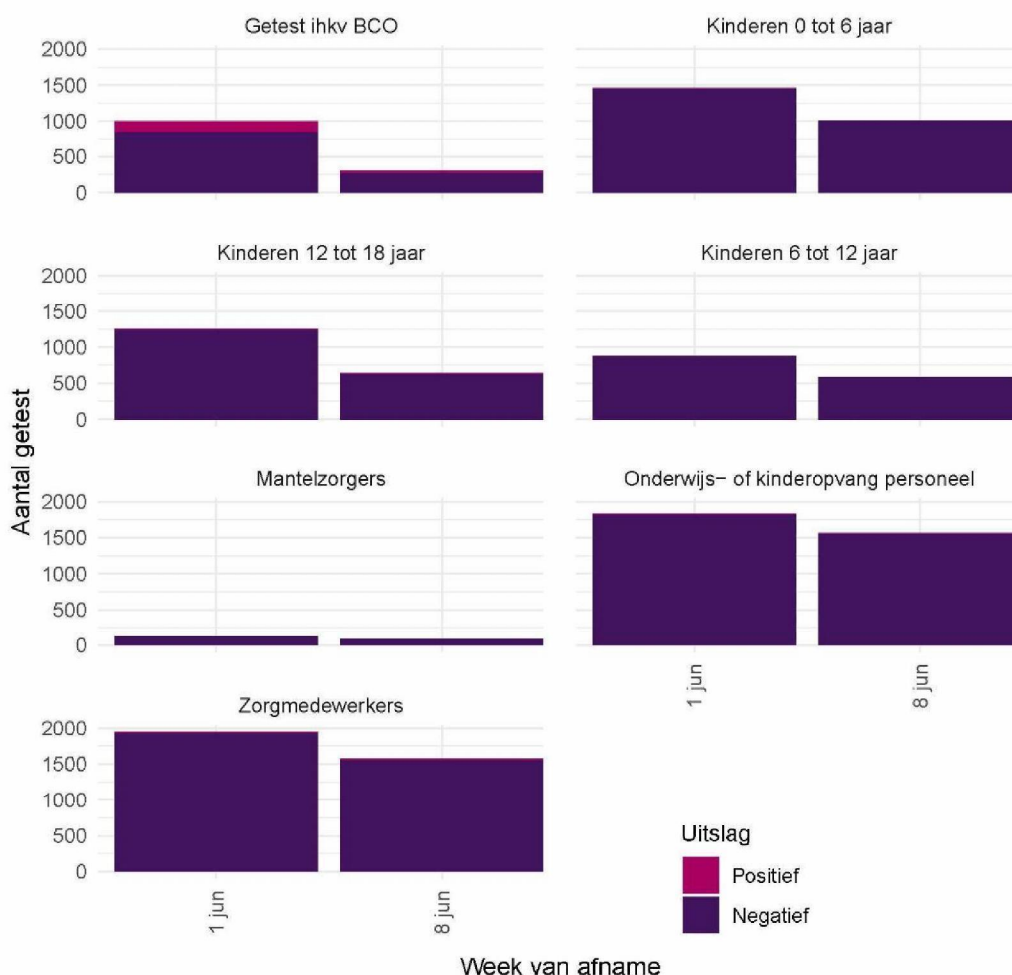 Getest ihkv BCO
Kinderen 0 tot 6 jaar
2000
1500
1000
500
0
Kinderen 12 tot 18 jaar
Kinderen 6 tot 12 jaar
2000
1500
1000
500
0
Mantelzorgers
Onderwijs- of kinderopvang personeel
2000
1500
1000
500
0
1 jun
8 jun
Zorgmedewerkers
2000
1500
1000
500
0
1 jun
8 jun
Aantal getest
Week van afname
Uitslag
Positief
Negatief